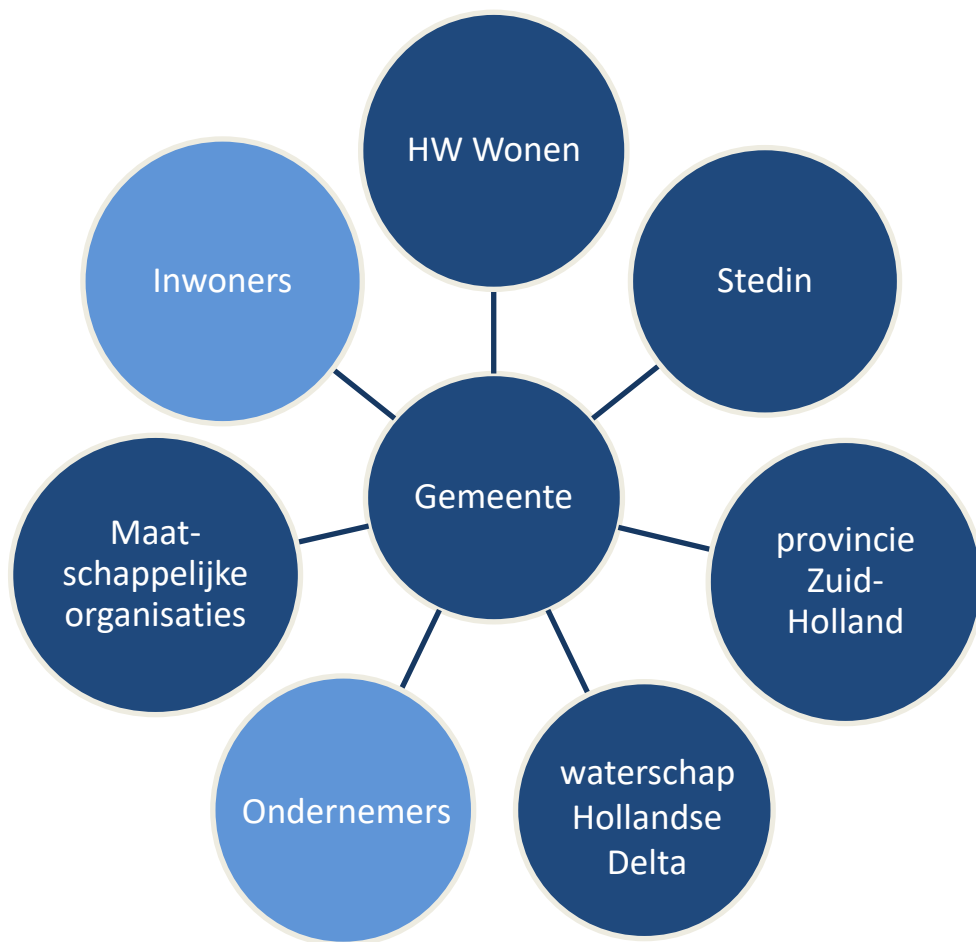 HW Wonen
Stedin
provincie
Zuid-
Holland
waterschap
Hollandse
Delta
Ondernemers
Maat-
schappelijke
organisaties
Inwoners
Gemeente